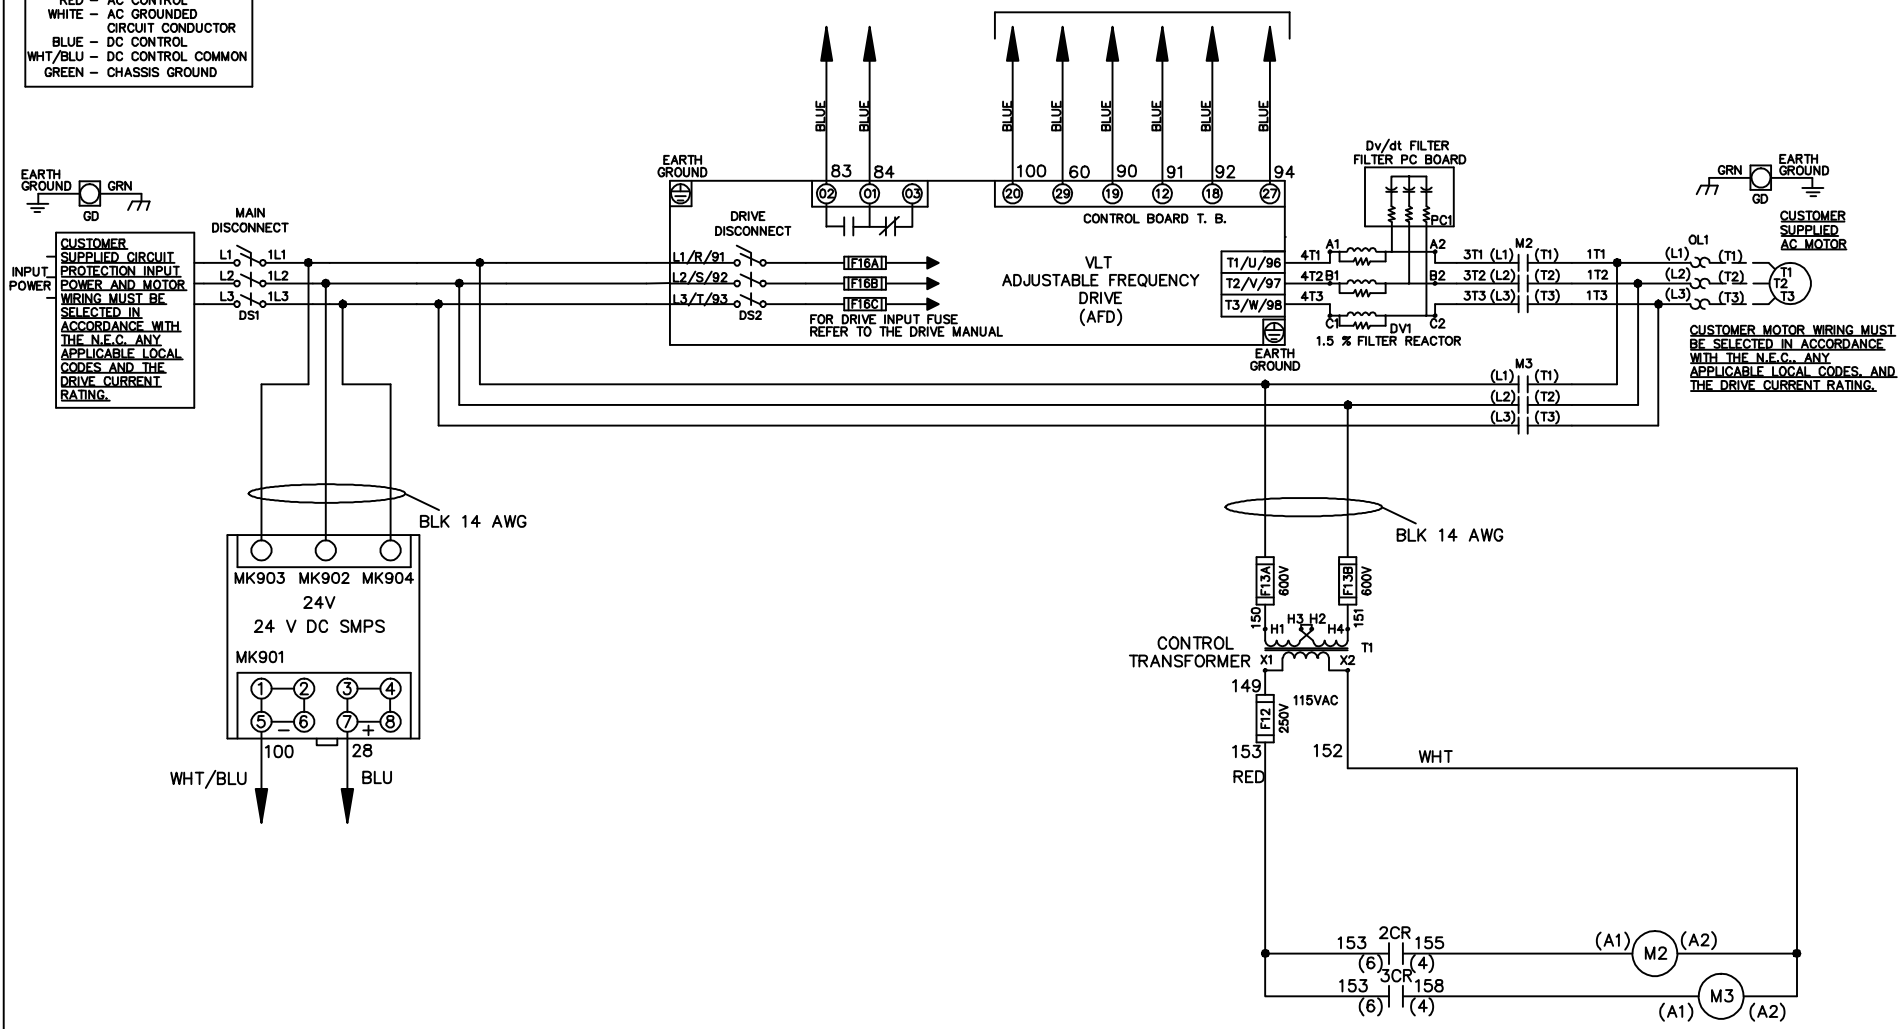 RED – AC CONTROL
WHITE – AC GROUNDED
CIRCUIT CONDUCTOR
BLUE – DC CONTROL
WHT/BLU – DC CONTROL COMMON
GREEN – CHASSIS GROUND
BLUE
BLUE
BLUE
BLUE
BLUE
BLUE
BLUE
BLUE
EARTH
GROUND
GRN
GD
EARTH
GROUND
83 84
02 01 03
100 60 90 91 92 94
20 29 19 12 18 27
CONTROL BOARD T. B.
Dv/dt FILTER
FILTER PC BOARD
PC1
GRN
EARTH
GROUND
GD
CUSTOMER
SUPPLIED
AC MOTOR
INPUT
POWER
CUSTOMER
SUPPLIED CIRCUIT
PROTECTION INPUT
POWER AND MOTOR
WIRING MUST BE
SELECTED IN
ACCORDANCE WITH
THE N.E.C. ANY
APPLICABLE LOCAL
CODES AND THE
DRIVE CURRENT
RATING.
MAIN
DISCONNECT
L1 1L1
L2 1L2
L3 1L3
DS1
DRIVE
DISCONNECT
L1/R/91
L2/S/92
L3/T/93
DS2
F16A
F16B
F16C
FOR DRIVE INPUT FUSE
REFER TO THE DRIVE MANUAL
VLT
ADJUSTABLE FREQUENCY
DRIVE
(AFD)
T1/U/96
T2/V/97
T3/W/98
EARTH
GROUND
4T1 A1 A2
4T2 B1 B2
4T3
C1 DV1 C2
1.5 % FILTER REACTOR
M2
3T1 (L1) (T1) 1T1
3T2 (L2) (T2) 1T2
3T3 (L3) (T3) 1T3
OL1
(L1) (T1)
(L2) (T2)
(L3) (T3)
T1
T2
T3
CUSTOMER MOTOR WIRING MUST
BE SELECTED IN ACCORDANCE
WITH THE N.E.C., ANY
APPLICABLE LOCAL CODES, AND
THE DRIVE CURRENT RATING.
M3
(L1) (T1)
(L2) (T2)
(L3) (T3)
BLK 14 AWG
MK903 MK902 MK904
24V
24 V DC SMPS
MK901
1 2 3 4
5 6 7 8
– +
100 28
WHT/BLU BLU
BLK 14 AWG
F13A
600V
F13B
600V
150
151
H1 H3 H2 H4
T1
CONTROL
TRANSFORMER
X1 X2
149
F12
250V
115VAC
153
RED
152
WHT
2CR
153 155
(6) (4)
(A1) M2 (A2)
3CR
153 158
(6) (4)
(A1) M3 (A2)